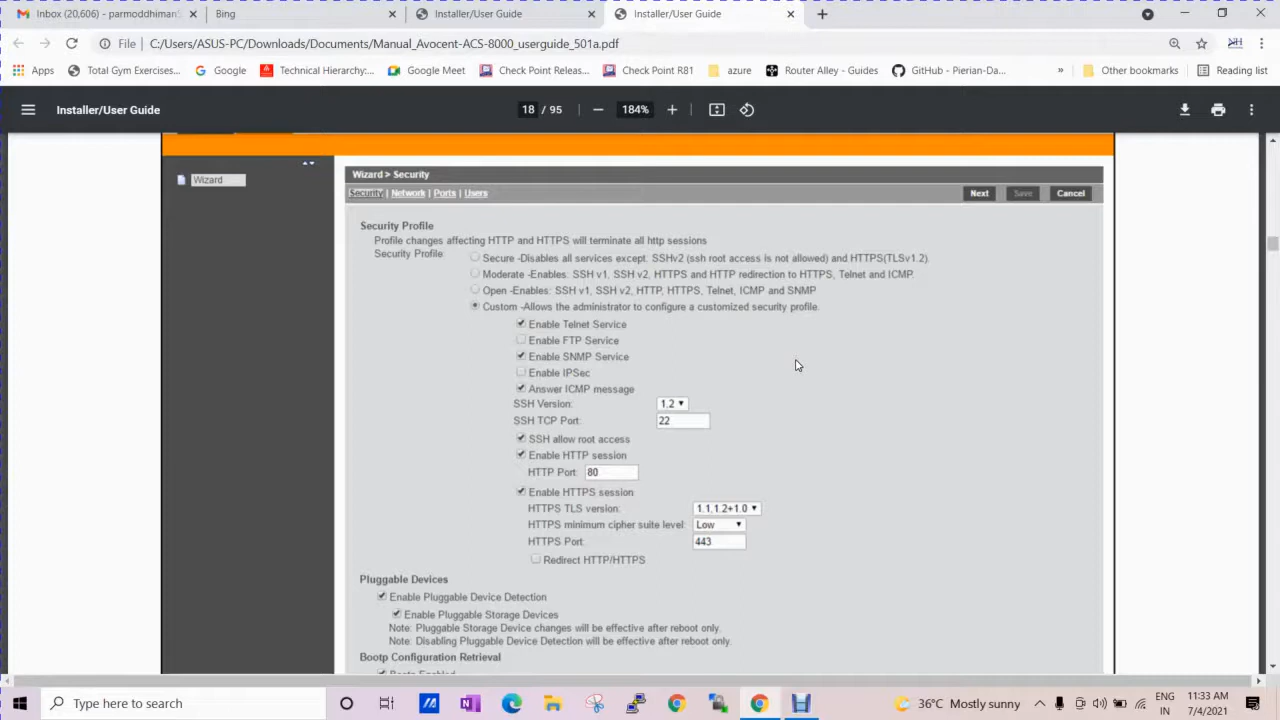 Inbox (20,606) - parmoddhiman
Bing
Installer/User Guide
Installer/User Guide
File
C:/Users/ASUS-PC/Downloads/Documents/Manual_Avocent-ACS-8000_userguide_501a.pdf
Apps
Total Gym Exercises...
Google
Technical Hierarchy:...
Google Meet
Check Point Releas...
Check Point R81
azure
Router Alley - Guides
GitHub - Pierian-Da...
»
Other bookmarks
Reading list
Installer/User Guide
18 / 95
184%
Wizard
Wizard > Security
Security | Network | Ports | Users
Next
Save
Cancel
Security Profile
Profile changes affecting HTTP and HTTPS will terminate all http sessions
Security Profile:
Secure -Disables all services except: SSHv2 (ssh root access is not allowed) and HTTPS(TLSv1.2).
Moderate -Enables: SSH v1, SSH v2, HTTPS and HTTP redirection to HTTPS, Telnet and ICMP.
Open -Enables: SSH v1, SSH v2, HTTP, HTTPS, Telnet, ICMP and SNMP
Custom -Allows the administrator to configure a customized security profile.
Enable Telnet Service
Enable FTP Service
Enable SNMP Service
Enable IPSec
Answer ICMP message
SSH Version: 1.2
SSH TCP Port: 22
SSH allow root access
Enable HTTP session
HTTP Port: 80
Enable HTTPS session
HTTPS TLS version: 1.1,1.2+1.0
HTTPS minimum cipher suite level: Low
HTTPS Port: 443
Redirect HTTP/HTTPS
Pluggable Devices
Enable Pluggable Device Detection
Enable Pluggable Storage Devices
Note: Pluggable Storage Device changes will be effective after reboot only.
Note: Disabling Pluggable Device Detection will be effective after reboot only.
Bootp Configuration Retrieval
Bootp Enabled
Type here to search
36°C Mostly sunny
ENG
IN
11:33 AM
7/4/2021